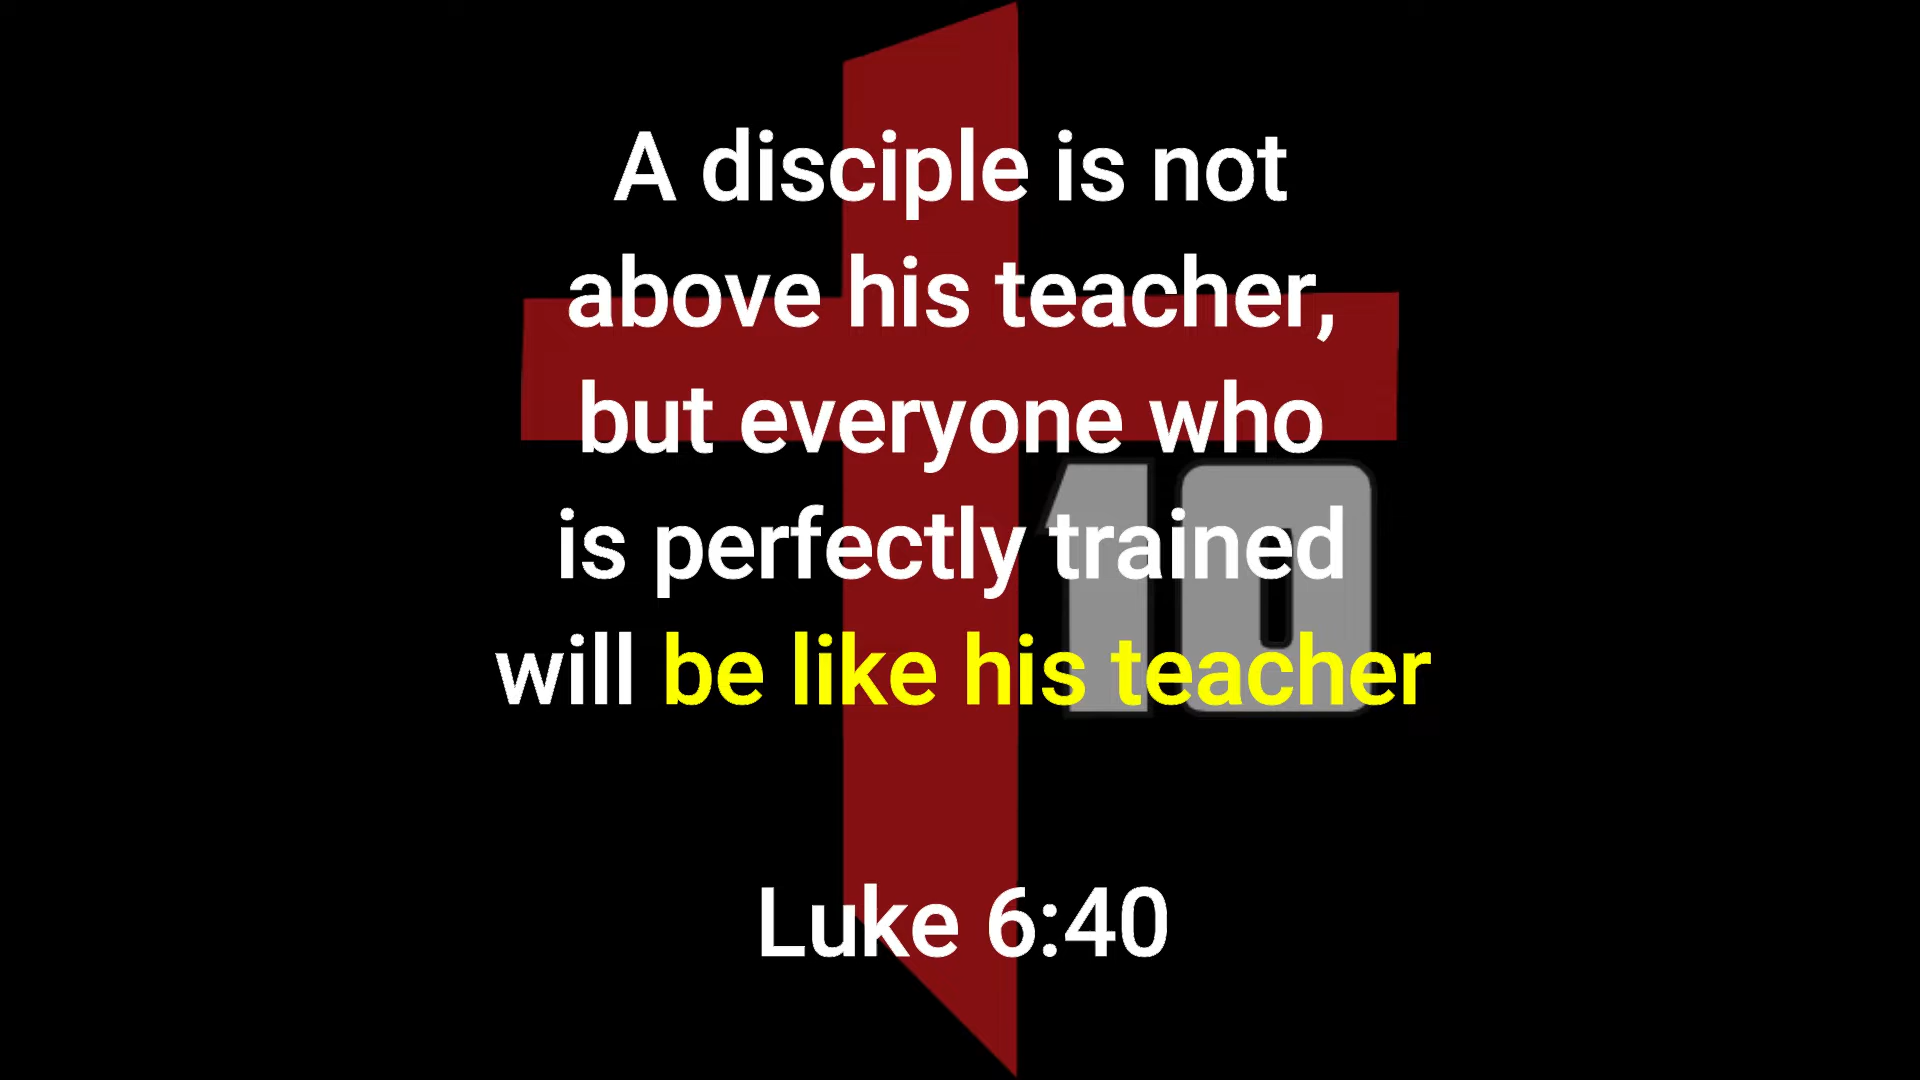 A disciple is not
above his teacher,
but everyone who
is perfectly trained
will be like his teacher
Luke 6:40
10